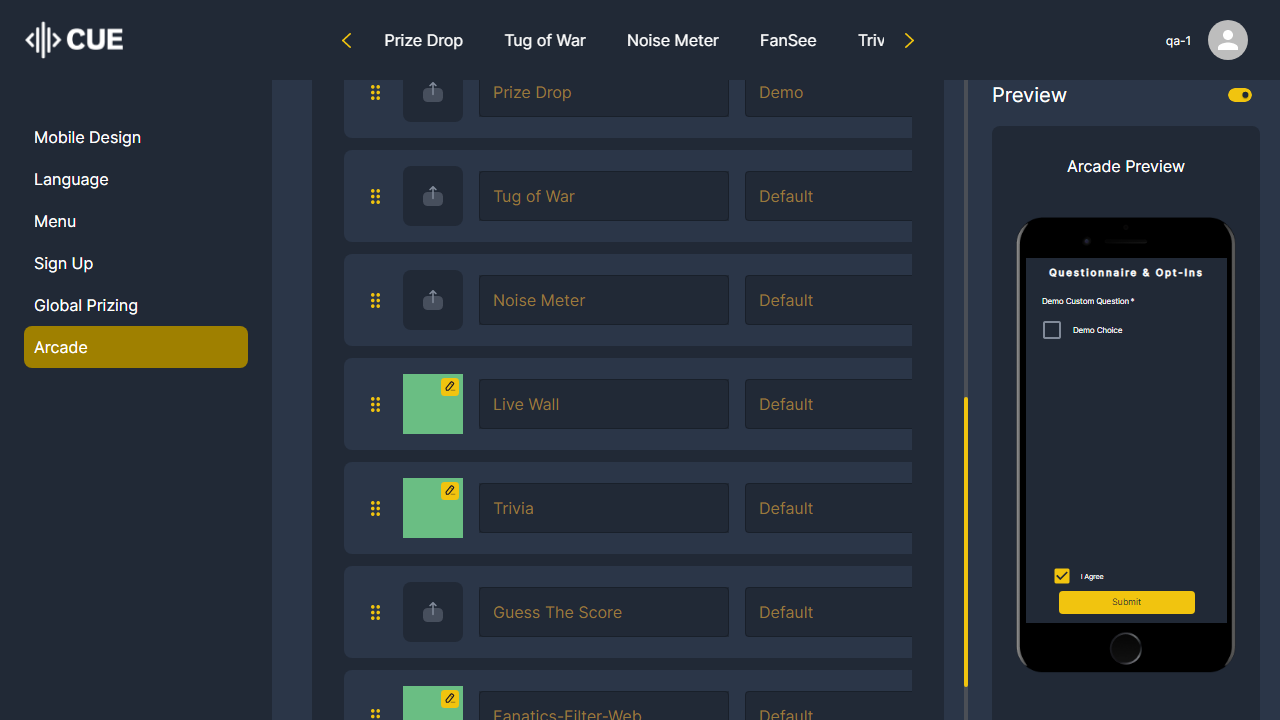 CUE
Prize Drop
Tug of War
Noise Meter
FanSee
Triv
qa-1
Mobile Design
Language
Menu
Sign Up
Global Prizing
Arcade
Prize Drop
Demo
Tug of War
Default
Noise Meter
Default
Live Wall
Default
Trivia
Default
Guess The Score
Default
Fanatics-Filter-Web
Default
Preview
Arcade Preview
Questionnaire & Opt-Ins
Demo Custom Question *
Demo Choice
I Agree
Submit